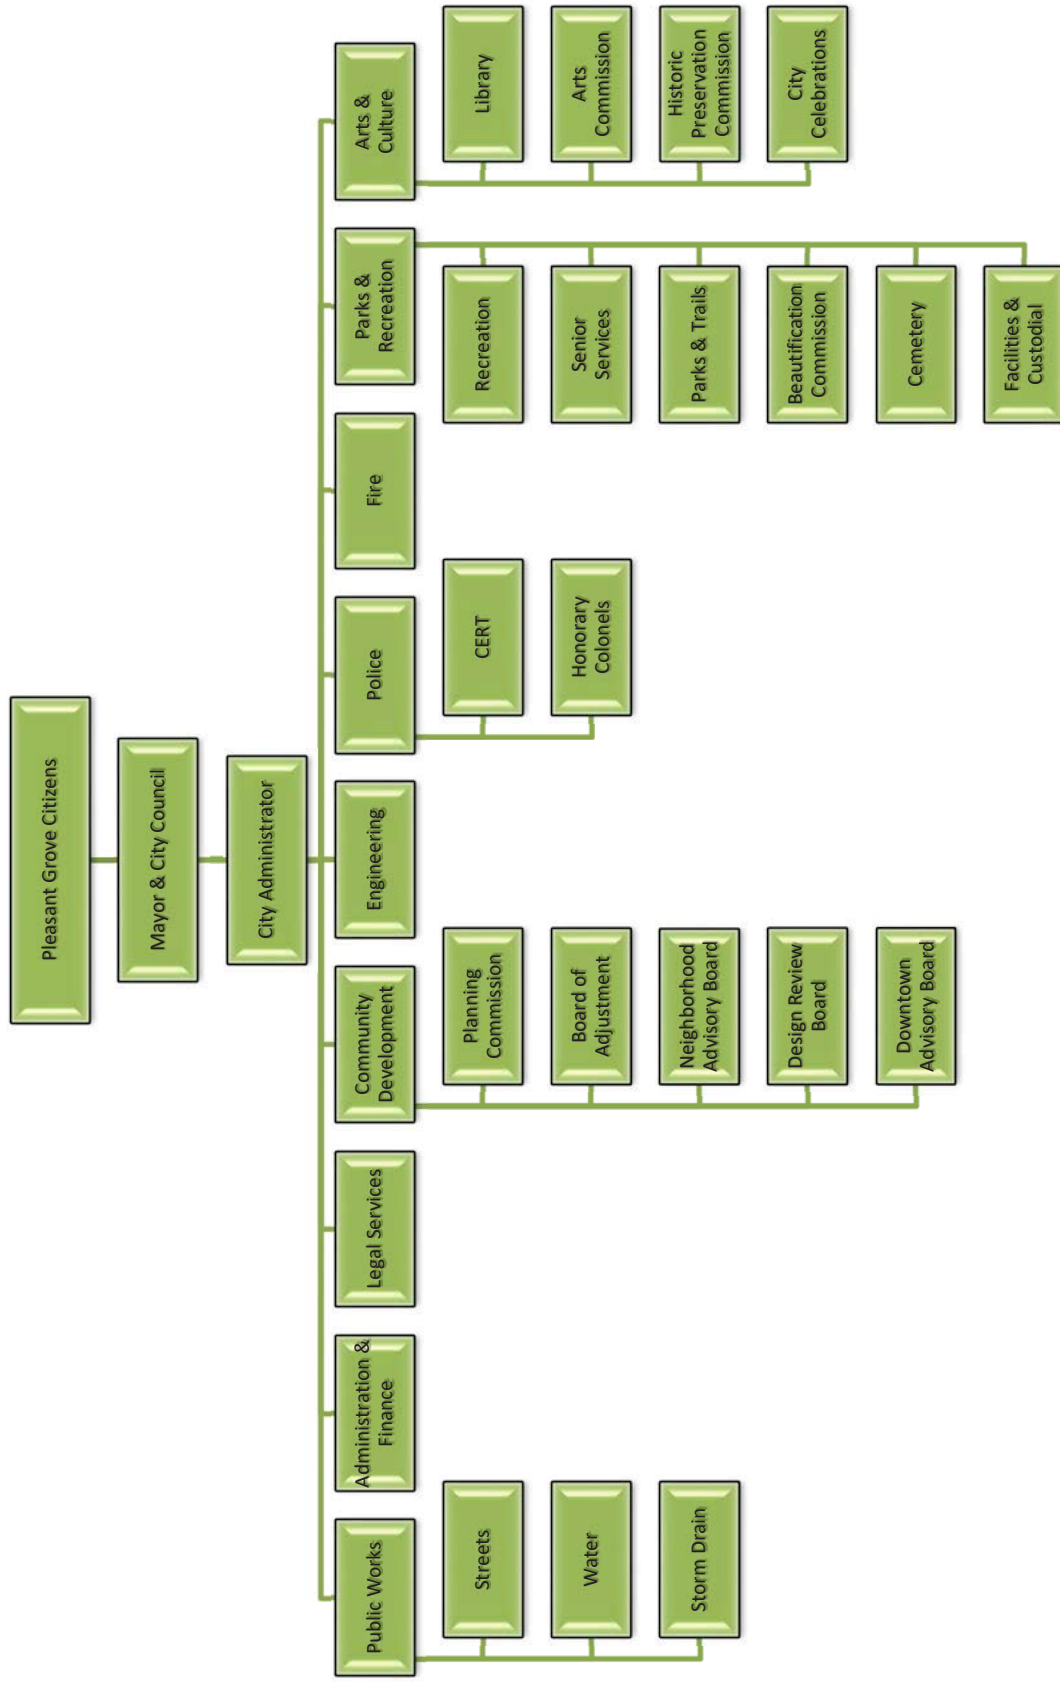 Pleasant Grove Citizens
Mayor & City Council
City Administrator
Public Works
Streets
Water
Storm Drain
Administration &
Finance
Legal Services
Community
Development
Planning
Commission
Board of
Adjustment
Neighborhood
Advisory Board
Design Review
Board
Downtown
Advisory Board
Engineering
Police
CERT
Honorary
Colonels
Fire
Parks &
Recreation
Recreation
Senior
Services
Parks & Trails
Beautification
Commission
Cemetery
Facilities &
Custodial
Arts &
Culture
Library
Arts
Commission
Historic
Preservation
Commission
City
Celebrations